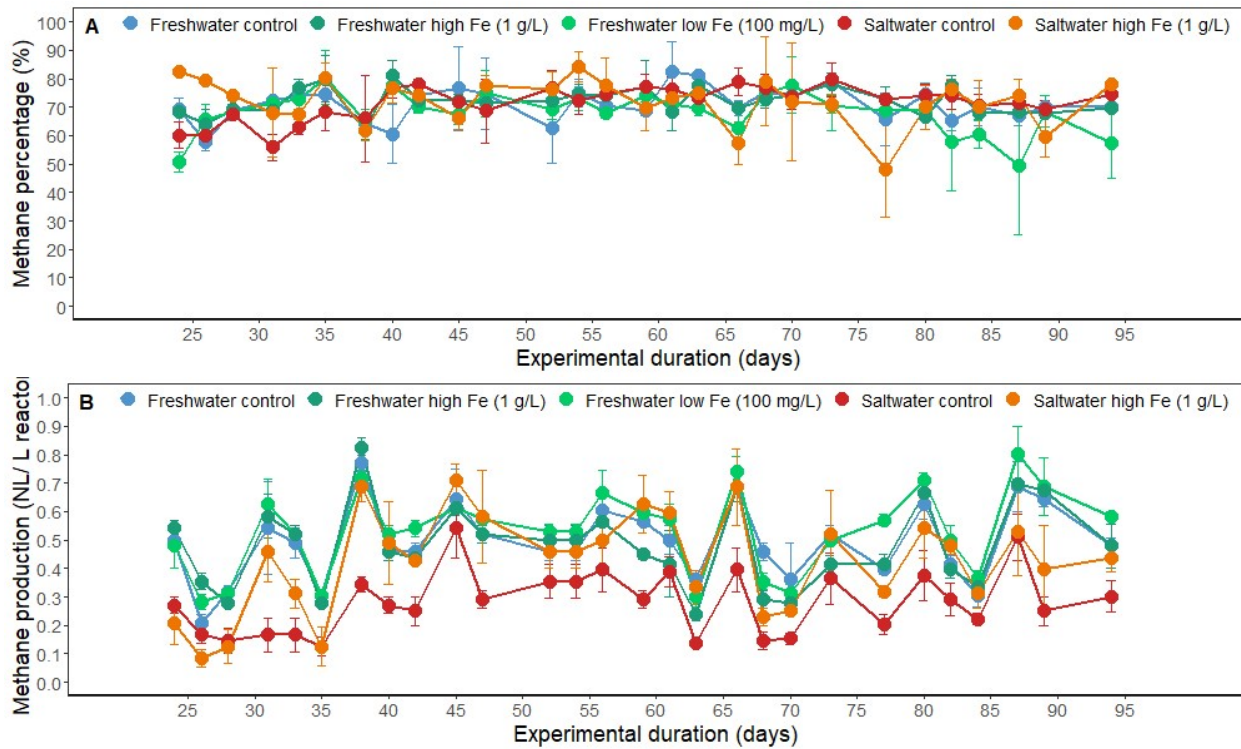 A
Freshwater control Freshwater high Fe (1 g/L) Freshwater low Fe (100 mg/L) Saltwater control Saltwater high Fe (1 g/L)
Methane percentage (%)
100
90
80
70
60
50
40
30
20
10
0
25 30 35 40 45 50 55 60 65 70 75 80 85 90 95
Experimental duration (days)
B
Freshwater control Freshwater high Fe (1 g/L) Freshwater low Fe (100 mg/L) Saltwater control Saltwater high Fe (1 g/L)
Methane production (NL/ L reactor
1.0
0.9
0.8
0.7
0.6
0.5
0.4
0.3
0.2
0.1
0.0
25 30 35 40 45 50 55 60 65 70 75 80 85 90 95
Experimental duration (days)